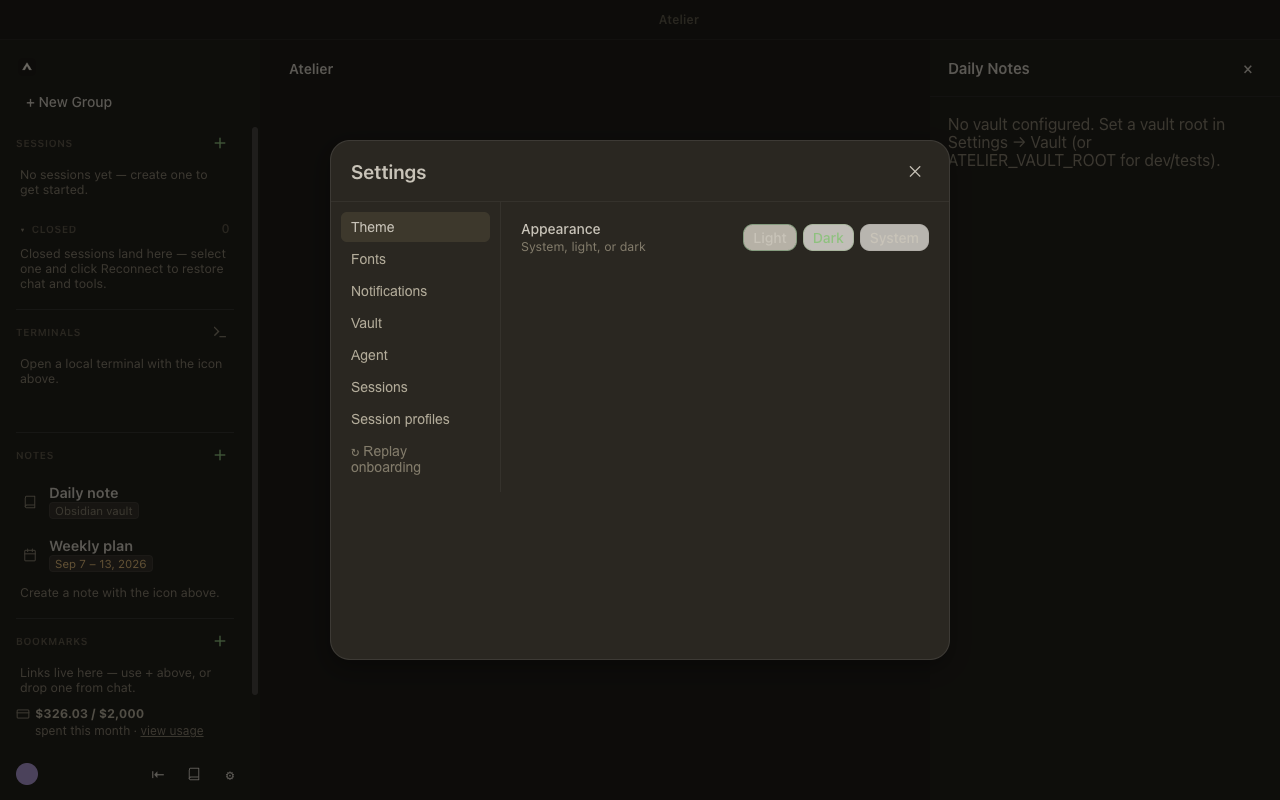 Atelier
+ New Group
SESSIONS
No sessions yet — create one to
get started.
CLOSED
0
Closed sessions land here — select
one and click Reconnect to restore
chat and tools.
TERMINALS
Open a local terminal with the icon
above.
NOTES
Daily note
Obsidian vault
Weekly plan
Sep 7 – 13, 2026
Create a note with the icon above.
BOOKMARKS
Links live here — use + above, or
drop one from chat.
$326.03 / $2,000
spent this month · view usage
Atelier
Settings
Theme
Fonts
Notifications
Vault
Agent
Sessions
Session profiles
↻ Replay
onboarding
Appearance
System, light, or dark
Light
Dark
System
Daily Notes
No vault configured. Set a vault root in
Settings → Vault (or
ATELIER_VAULT_ROOT for dev/tests).